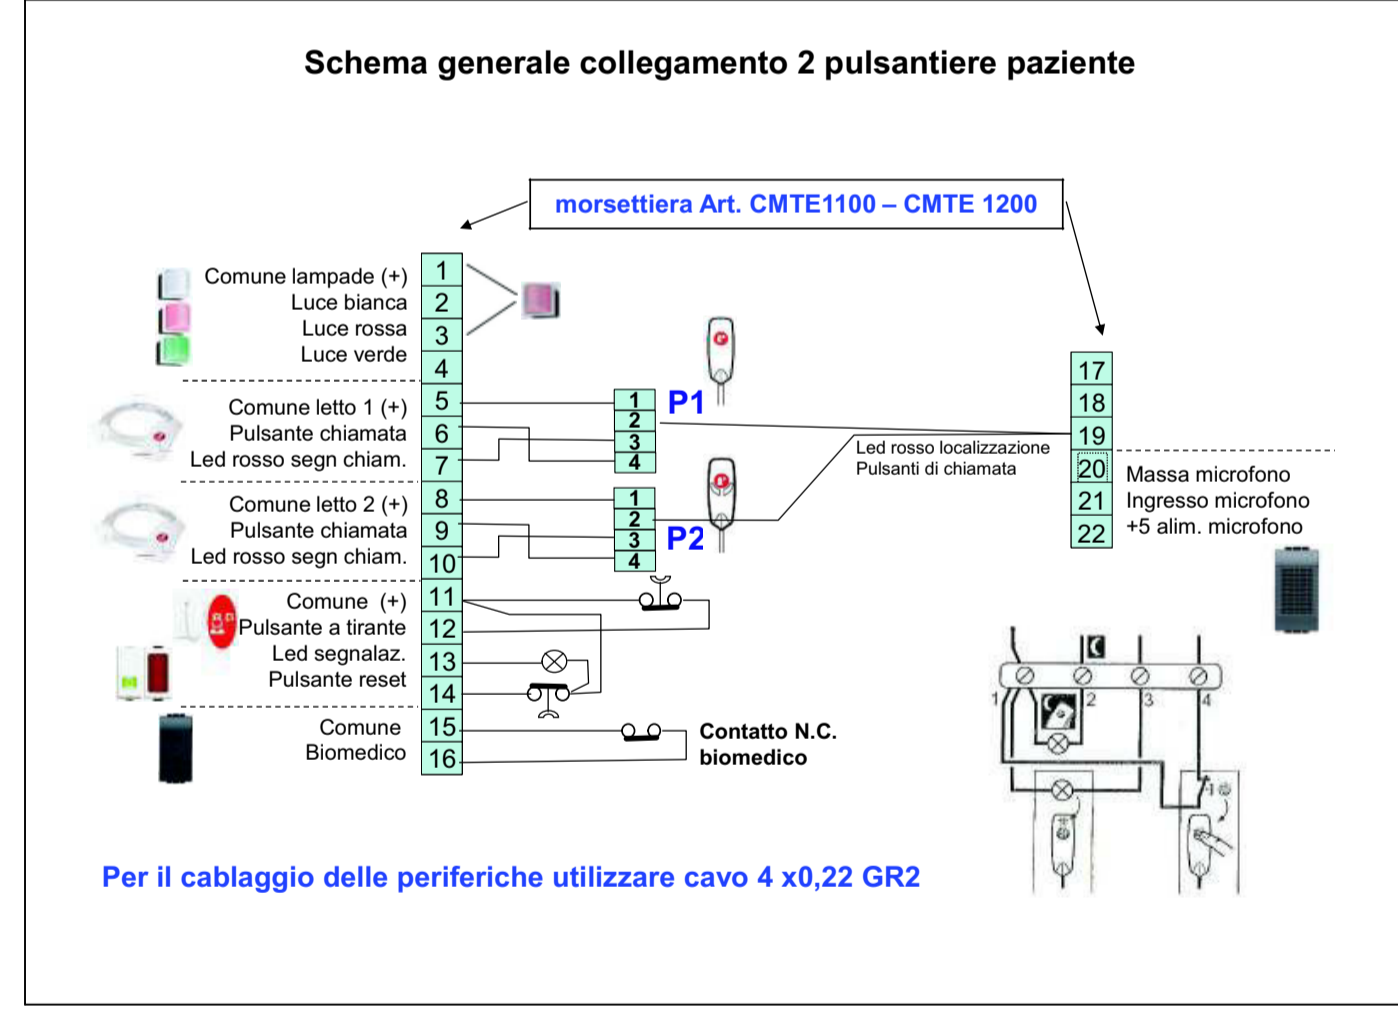 Schema generale collegamento 2 pulsantiere paziente
morsettiera Art. CMTE1100 – CMTE 1200
Comune lampade (+)
Luce bianca
Luce rossa
Luce verde
1
2
3
4
Comune letto 1 (+)
Pulsante chiamata
Led rosso segn chiam.
5
6
7
Comune letto 2 (+)
Pulsante chiamata
Led rosso segn chiam.
8
9
10
Comune (+)
Pulsante a tirante
Led segnalaz.
Pulsante reset
11
12
13
14
Comune
Biomedico
15
16
1
2
3
4
P1
1
2
3
4
P2
Contatto N.C.
biomedico
Led rosso localizzazione
Pulsanti di chiamata
17
18
19
20
21
22
Massa microfono
Ingresso microfono
+5 alim. microfono
1
2
3
4
Per il cablaggio delle periferiche utilizzare cavo 4 x0,22 GR2